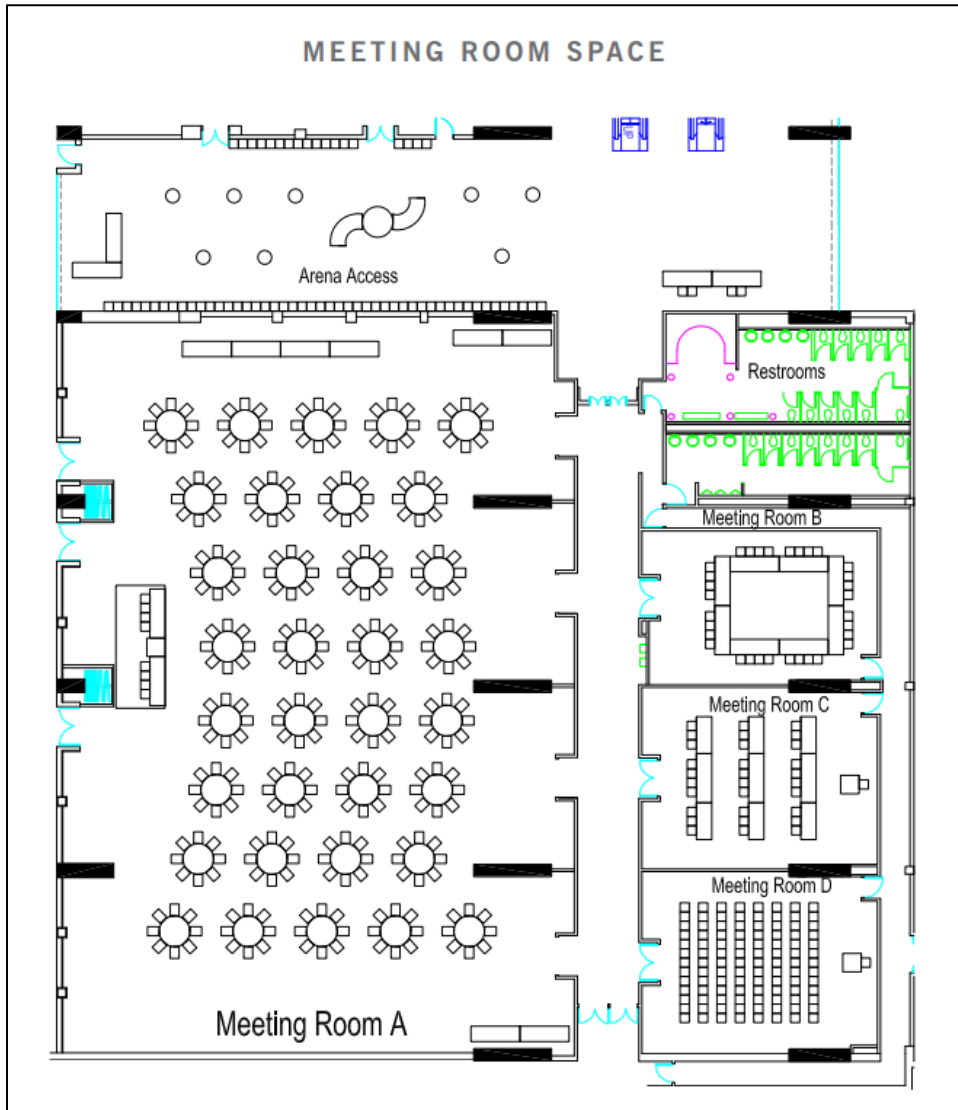 MEETING ROOM SPACE
Arena Access
Restrooms
Meeting Room B
Meeting Room C
Meeting Room D
Meeting Room A